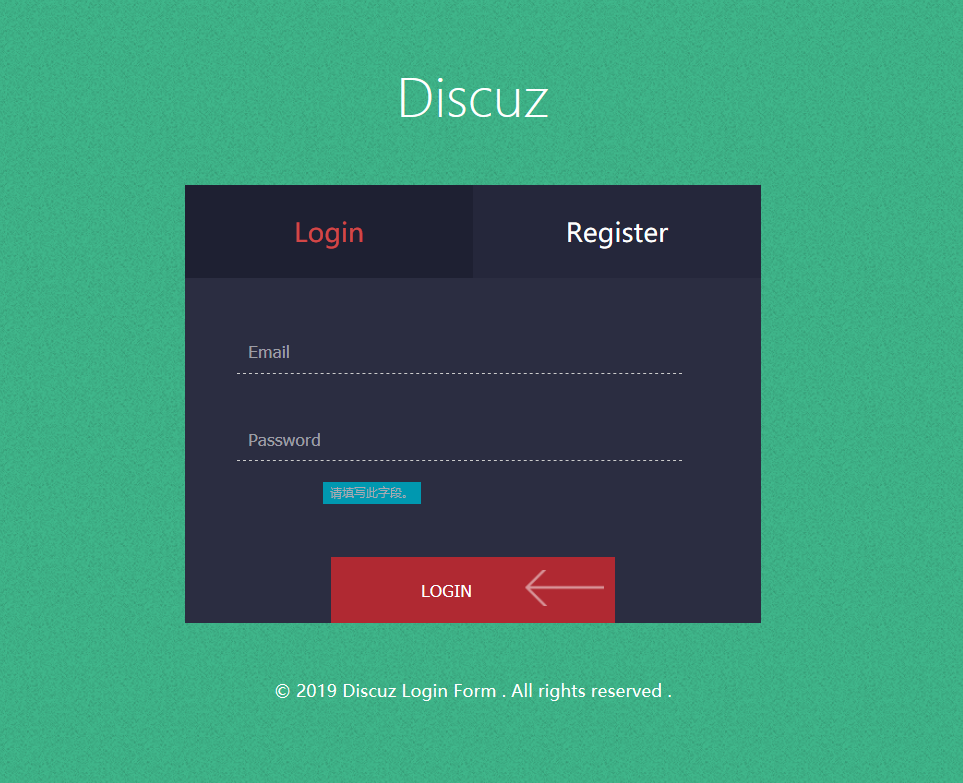 Discuz
Login
Register
Email
Password
请填写此字段。
LOGIN
© 2019 Discuz Login Form . All rights reserved .